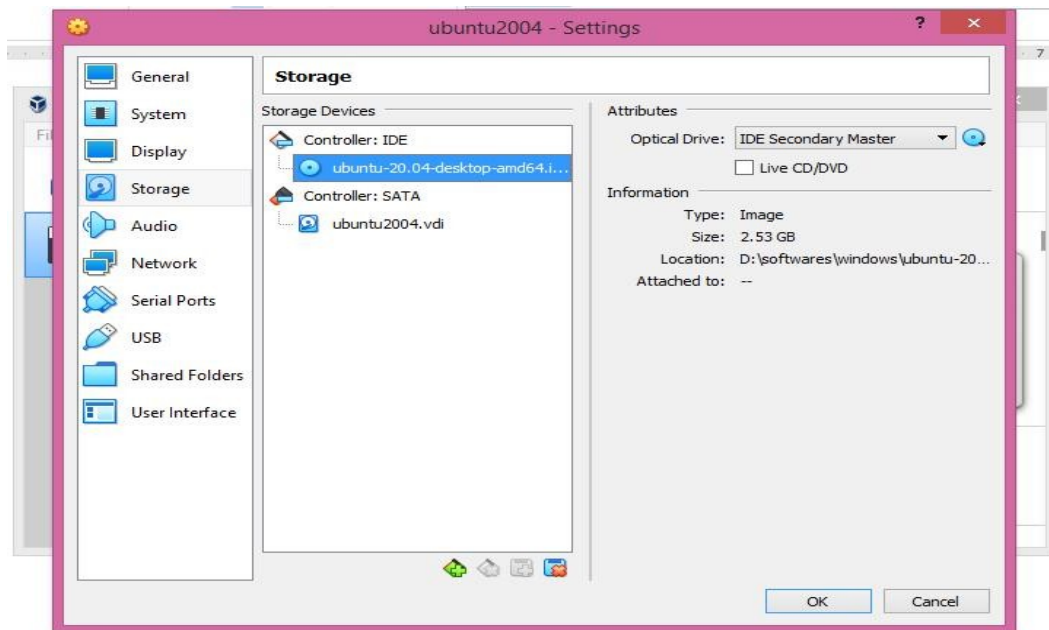 ubuntu2004 - Settings
?
×
7
Fil
General
System
Display
Storage
Audio
Network
Serial Ports
USB
Shared Folders
User Interface
Storage
Storage Devices
Controller: IDE
ubuntu-20.04-desktop-amd64.i...
Controller: SATA
ubuntu2004.vdi
Attributes
Optical Drive: IDE Secondary Master
Live CD/DVD
Information
Type: Image
Size: 2.53 GB
Location: D:\softwares\windows\ubuntu-20...
Attached to: --
OK
Cancel